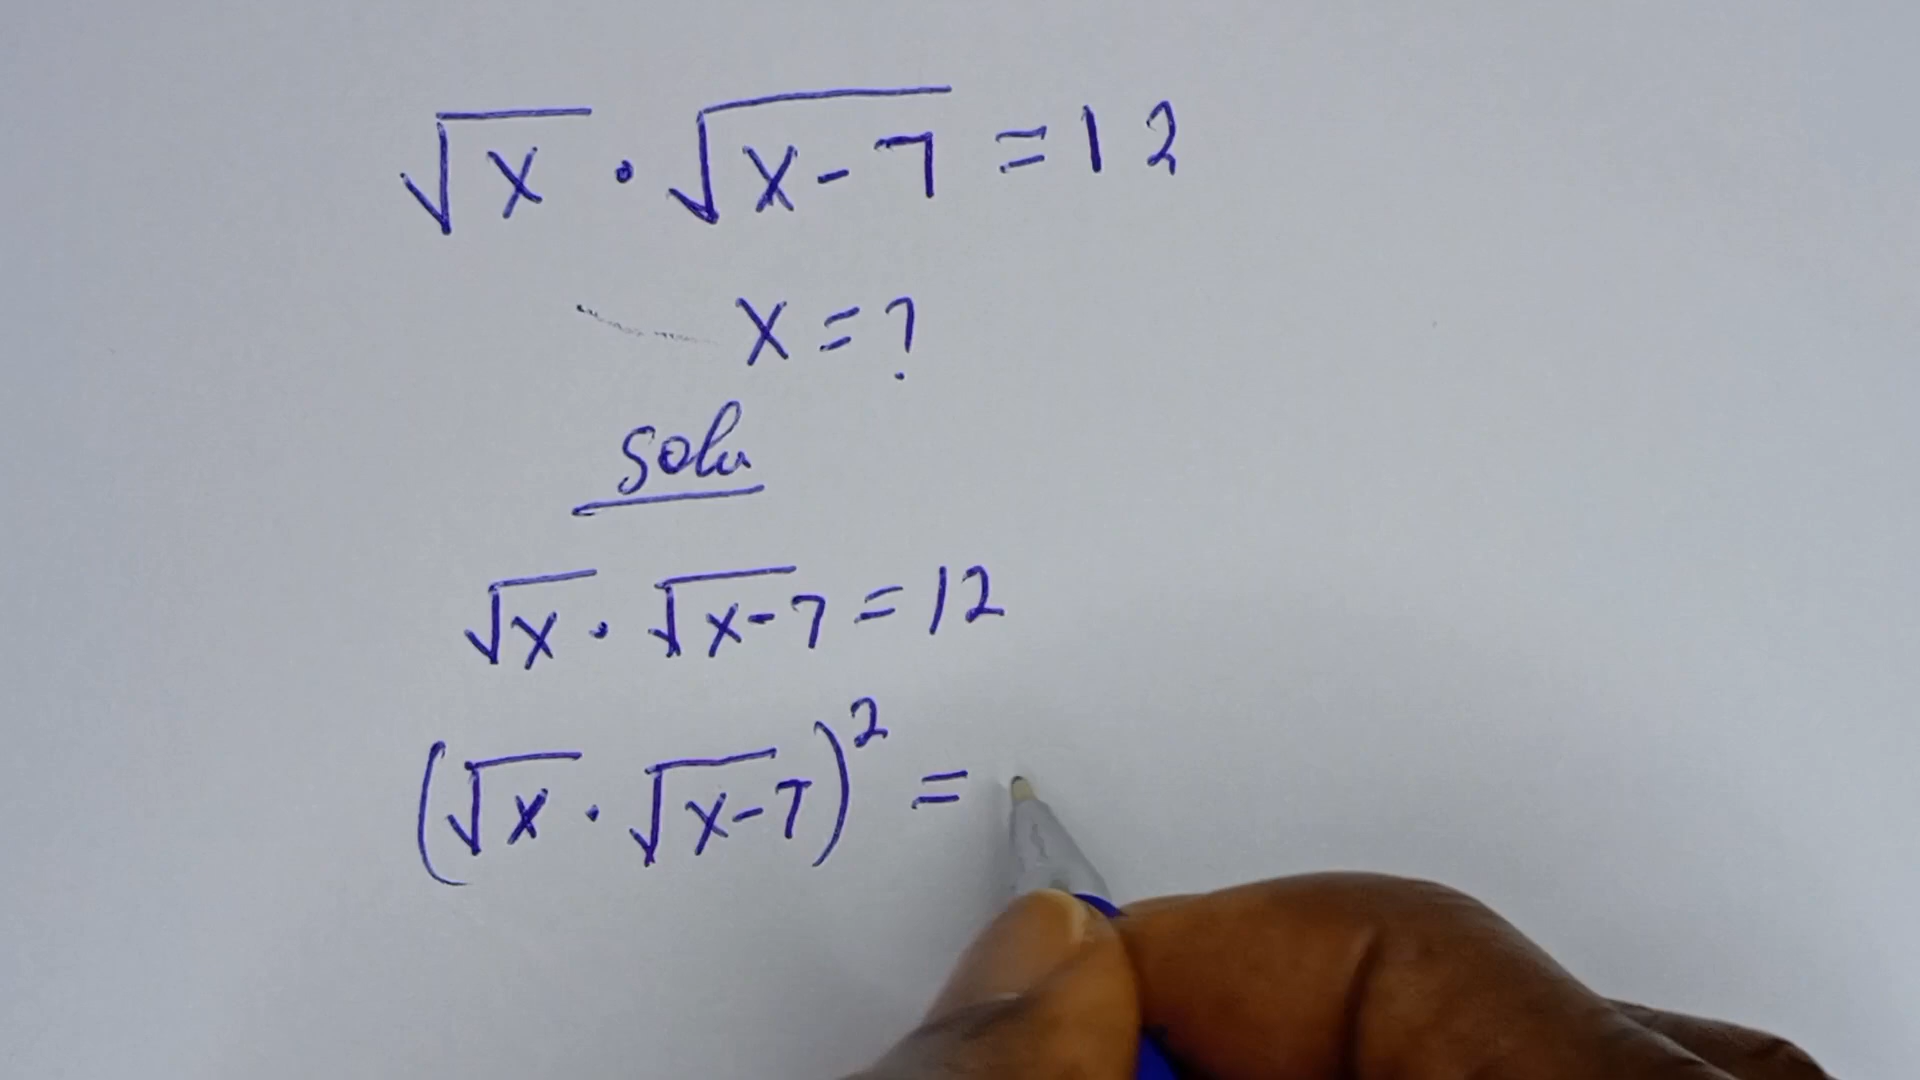 √x · √x-7 = 12
x = ?
soln
√x · √x-7 = 12
(√x · √x-7)² =